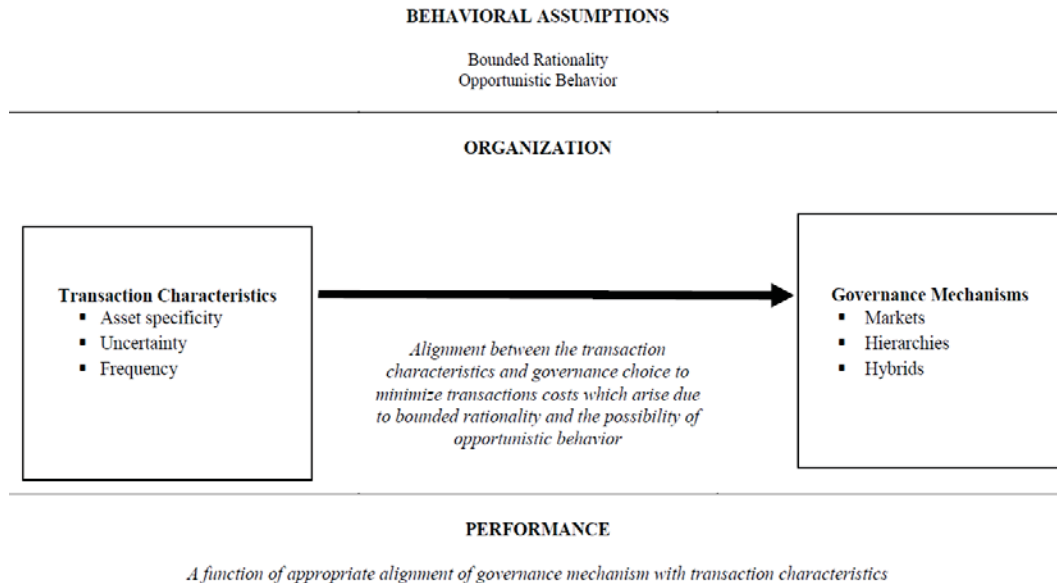 BEHAVIORAL ASSUMPTIONS
Bounded Rationality
Opportunistic Behavior
ORGANIZATION
Transaction Characteristics
▪ Asset specificity
▪ Uncertainty
▪ Frequency
Alignment between the transaction
characteristics and governance choice to
minimize transactions costs which arise due
to bounded rationality and the possibility of
opportunistic behavior
Governance Mechanisms
▪ Markets
▪ Hierarchies
▪ Hybrids
PERFORMANCE
A function of appropriate alignment of governance mechanism with transaction characteristics